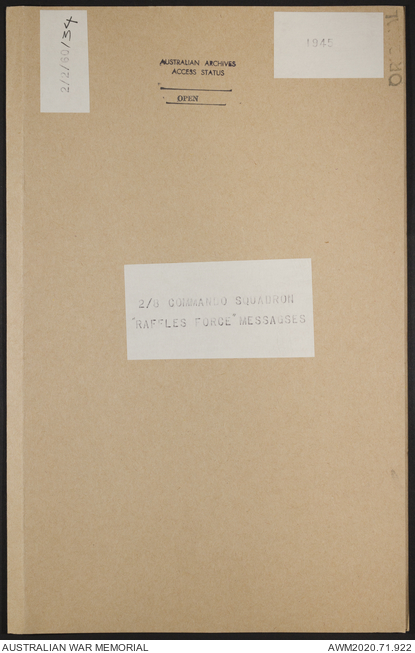 2/2/60/34
1945
AUSTRALIAN ARCHIVES
ACCESS STATUS
OPEN
2/8 COMMANDO SQUADRON
"RAFFLES FORCE" MESSAGSES
AUSTRALIAN WAR MEMORIAL
AWM2020.71.922